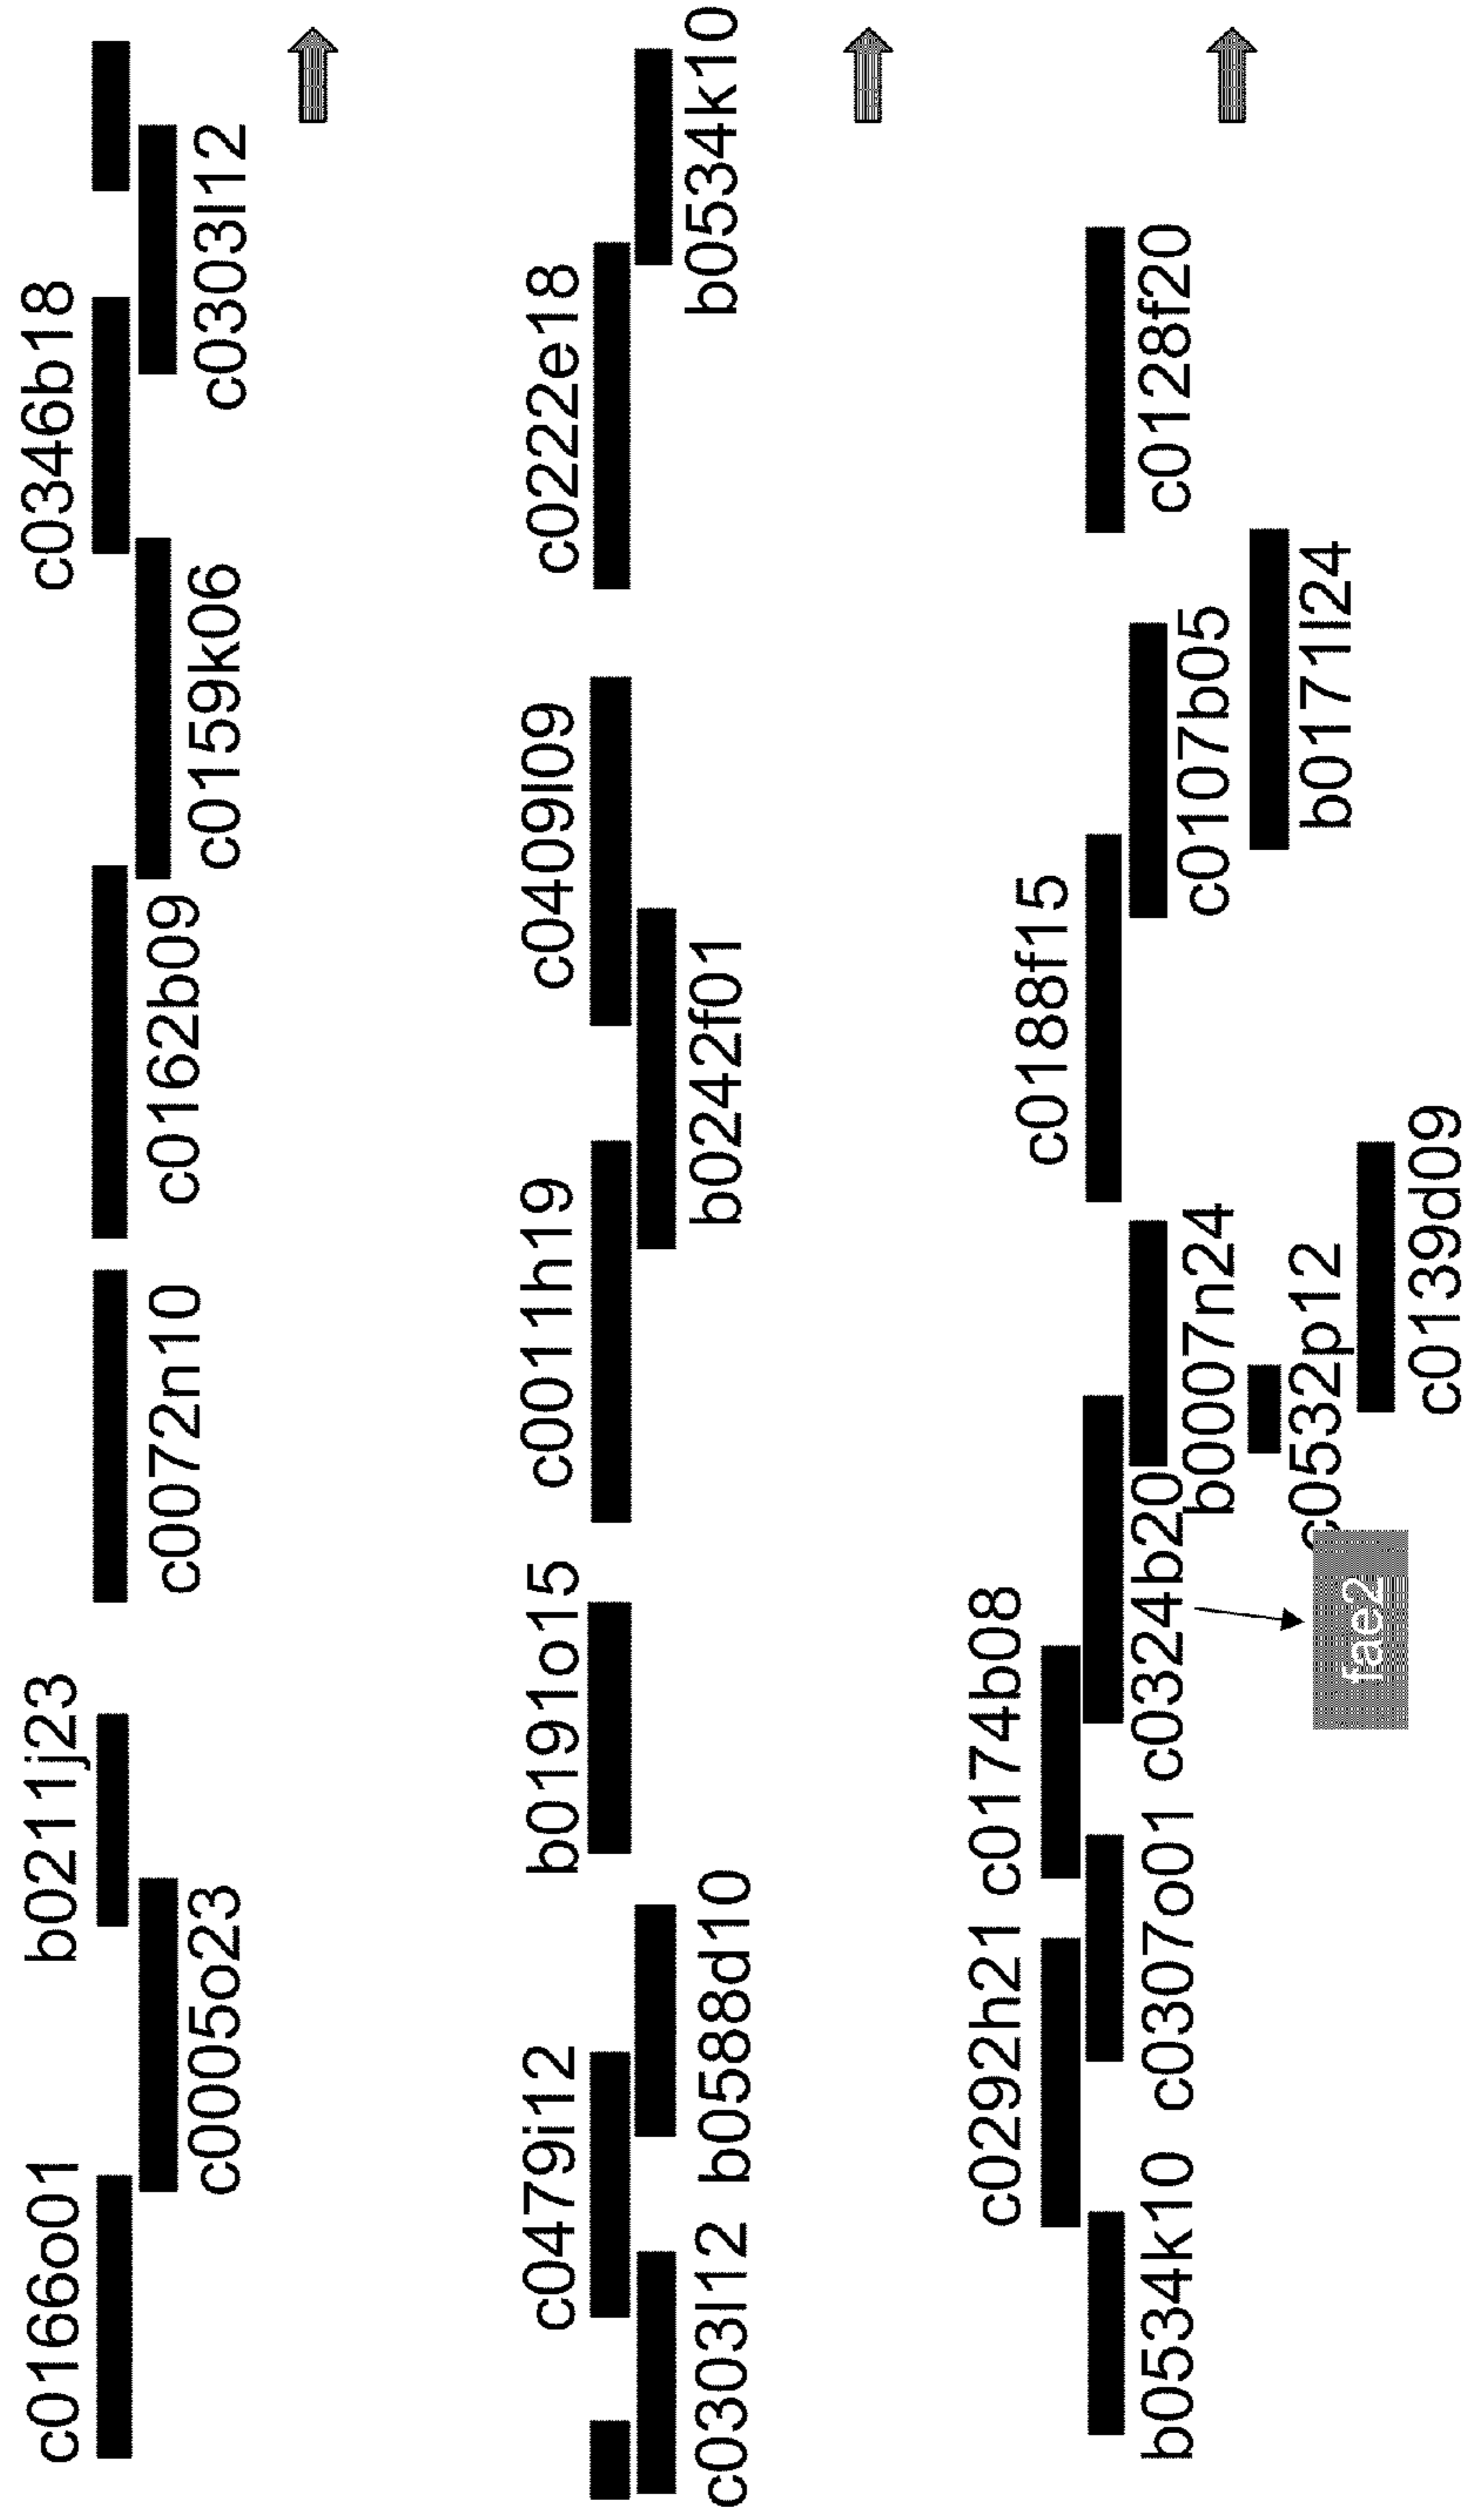 c0166o01
b0211j23
c0346b18
c0005o23
c0072n10
c0162b09
c0159k06
c0303l12
c0479i12
b0191o15
c0011h19
c0409l09
c0222e18
c0303l12 b0588d10
b0242f01
b0534k10
c0292h21 c0174b08
c0188f15
b0534k10 c0307o01 c0324b20
b0007n24
c0107b05
c0128f20
c0532p12
b0171l24
fae2
c0139d09